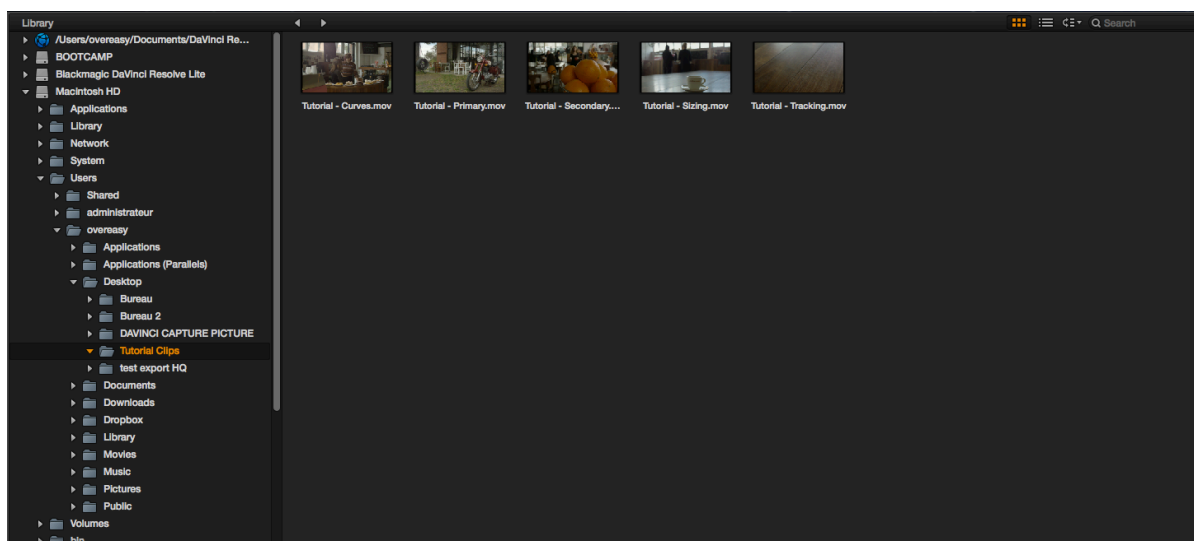 Library
Search
/Users/overeasy/Documents/DaVinci Re...
BOOTCAMP
Blackmagic DaVinci Resolve Lite
Macintosh HD
Applications
Library
Network
System
Users
Shared
administrateur
overeasy
Applications
Applications (Parallels)
Desktop
Bureau
Bureau 2
DAVINCI CAPTURE PICTURE
Tutorial Clips
test export HQ
Documents
Downloads
Dropbox
Library
Movies
Music
Pictures
Public
Volumes
bin
Tutorial - Curves.mov
Tutorial - Primary.mov
Tutorial - Secondary....
Tutorial - Sizing.mov
Tutorial - Tracking.mov